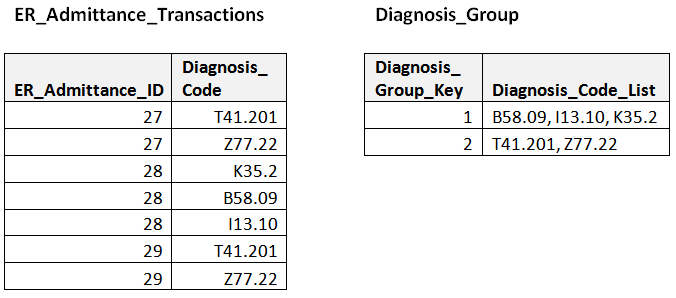 ER_Admittance_Transactions
ER_Admittance_ID Diagnosis_
Code
27 T41.201
27 Z77.22
28 K35.2
28 B58.09
28 I13.10
29 T41.201
29 Z77.22
Diagnosis_Group
Diagnosis_
Group_Key Diagnosis_Code_List
1 B58.09, I13.10, K35.2
2 T41.201, Z77.22